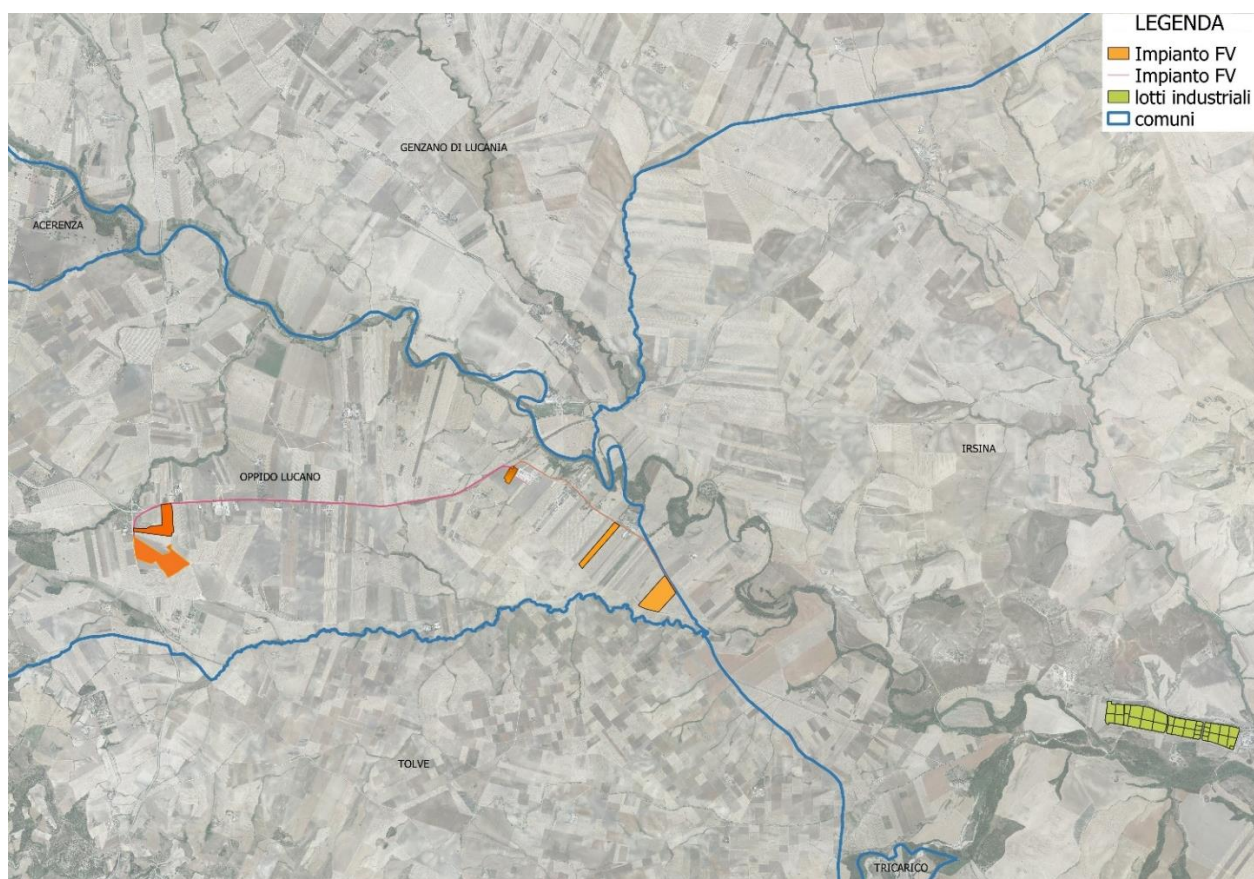 LEGENDA
Impianto FV
Impianto FV
lotti industriali
comuni
GENZANO DI LUCANIA
ACERENZA
IRSINA
OPPIDO LUCANO
TOLVE
TRICARICO